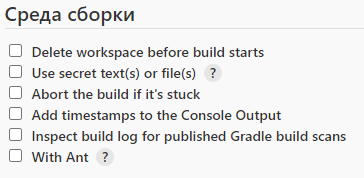 Среда сборки
Delete workspace before build starts
Use secret text(s) or file(s) ?
Abort the build if it's stuck
Add timestamps to the Console Output
Inspect build log for published Gradle build scans
With Ant ?